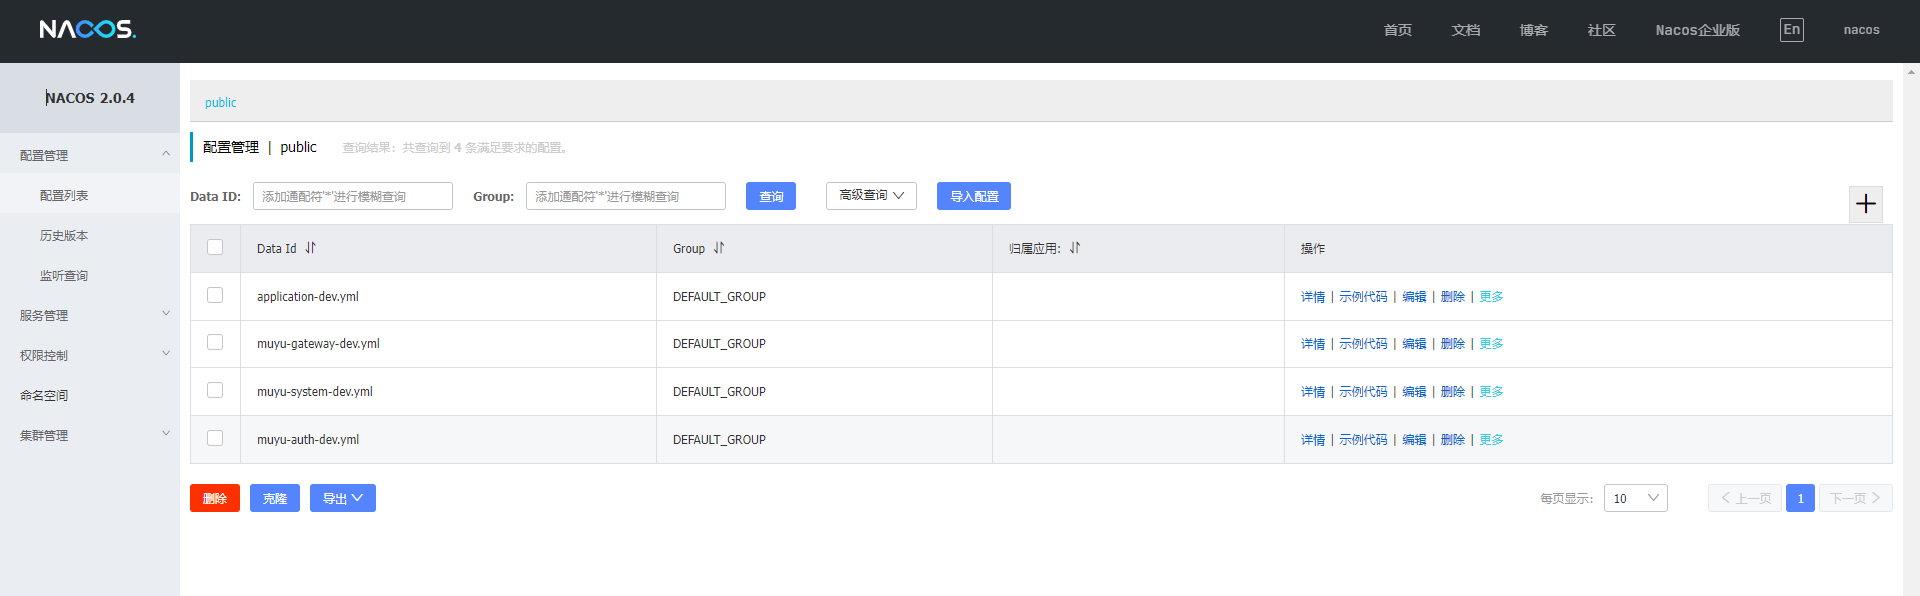 NACOS.
首页 文档 博客 社区 Nacos企业版 En nacos
NACOS 2.0.4
配置管理
配置列表
历史版本
监听查询
服务管理
权限控制
命名空间
集群管理
public
配置管理 | public 查询结果：共查询到 4 条满足要求的配置。
Data ID: 添加通配符'*'进行模糊查询 Group: 添加通配符'*'进行模糊查询 查询 高级查询 导入配置
Data Id Group 归属应用: 操作
application-dev.yml DEFAULT_GROUP 详情 | 示例代码 | 编辑 | 删除 | 更多
muyu-gateway-dev.yml DEFAULT_GROUP 详情 | 示例代码 | 编辑 | 删除 | 更多
muyu-system-dev.yml DEFAULT_GROUP 详情 | 示例代码 | 编辑 | 删除 | 更多
muyu-auth-dev.yml DEFAULT_GROUP 详情 | 示例代码 | 编辑 | 删除 | 更多
删除 克隆 导出 每页显示: 10 上一页 1 下一页